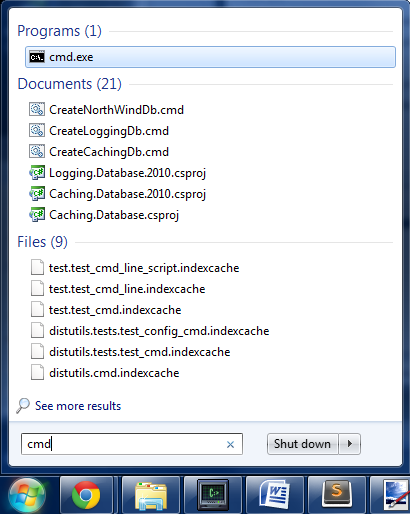 Programs (1)
cmd.exe
Documents (21)
CreateNorthWindDb.cmd
CreateLoggingDb.cmd
CreateCachingDb.cmd
Logging.Database.2010.csproj
Caching.Database.2010.csproj
Caching.Database.csproj
Files (9)
test.test_cmd_line_script.indexcache
test.test_cmd_line.indexcache
test.test_cmd.indexcache
distutils.tests.test_config_cmd.indexcache
distutils.tests.test_cmd.indexcache
distutils.cmd.indexcache
See more results
cmd
Shut down